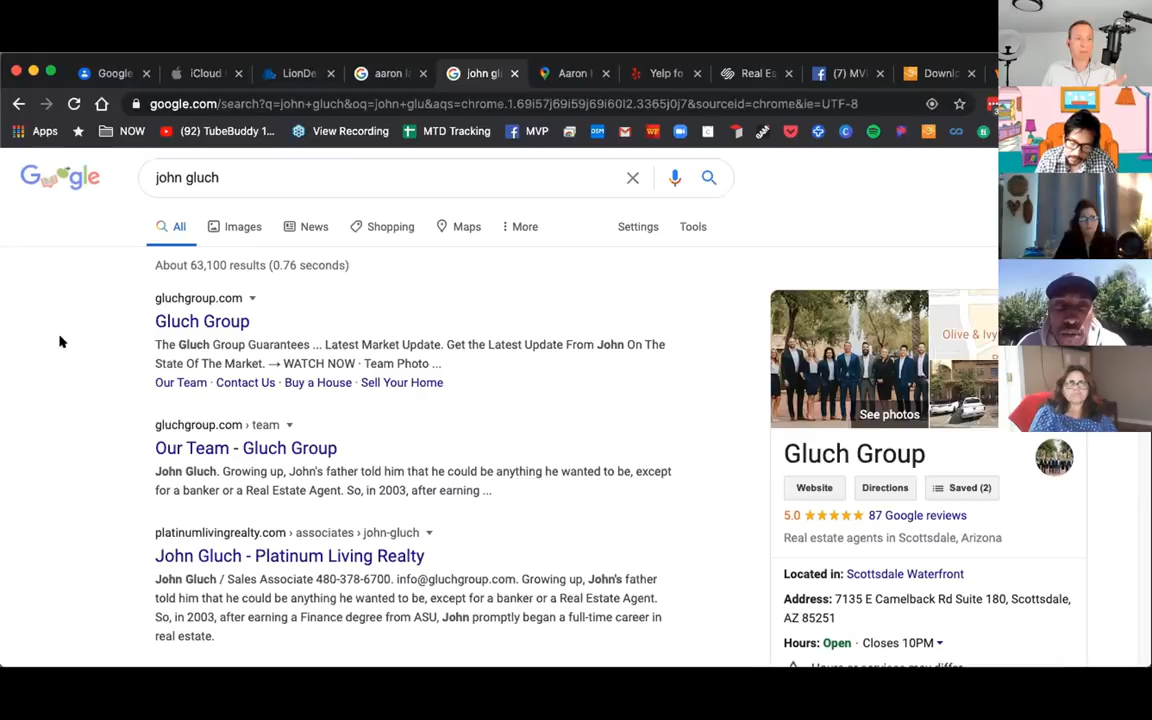 Google
iCloud
LionDe
aaron l
john gl
Aaron
Yelp fo
Real Es
(7) MV
Downl
google.com/search?q=john+gluch&oq=john+glu&aqs=chrome.1.69i57j69i59j69i60l2.3365j0j7&sourceid=chrome&ie=UTF-8
Apps
NOW
(92) TubeBuddy 1...
View Recording
MTD Tracking
MVP
Google
john gluch
All
Images
News
Shopping
Maps
More
Settings
Tools
About 63,100 results (0.76 seconds)
gluchgroup.com
Gluch Group
The Gluch Group Guarantees ... Latest Market Update. Get the Latest Update From John On The
State Of The Market. → WATCH NOW · Team Photo ...
Our Team · Contact Us · Buy a House · Sell Your Home
gluchgroup.com › team
Our Team - Gluch Group
John Gluch. Growing up, John's father told him that he could be anything he wanted to be, except
for a banker or a Real Estate Agent. So, in 2003, after earning ...
platinumlivingrealty.com › associates › john-gluch
John Gluch - Platinum Living Realty
John Gluch / Sales Associate 480-378-6700. info@gluchgroup.com. Growing up, John's father
told him that he could be anything he wanted to be, except for a banker or a Real Estate Agent.
So, in 2003, after earning a Finance degree from ASU, John promptly began a full-time career in
real estate.
Olive & Ivy
See photos
Gluch Group
Website
Directions
Saved (2)
5.0
87 Google reviews
Real estate agents in Scottsdale, Arizona
Located in: Scottsdale Waterfront
Address: 7135 E Camelback Rd Suite 180, Scottsdale,
AZ 85251
Hours: Open · Closes 10PM
Hours or services may differ